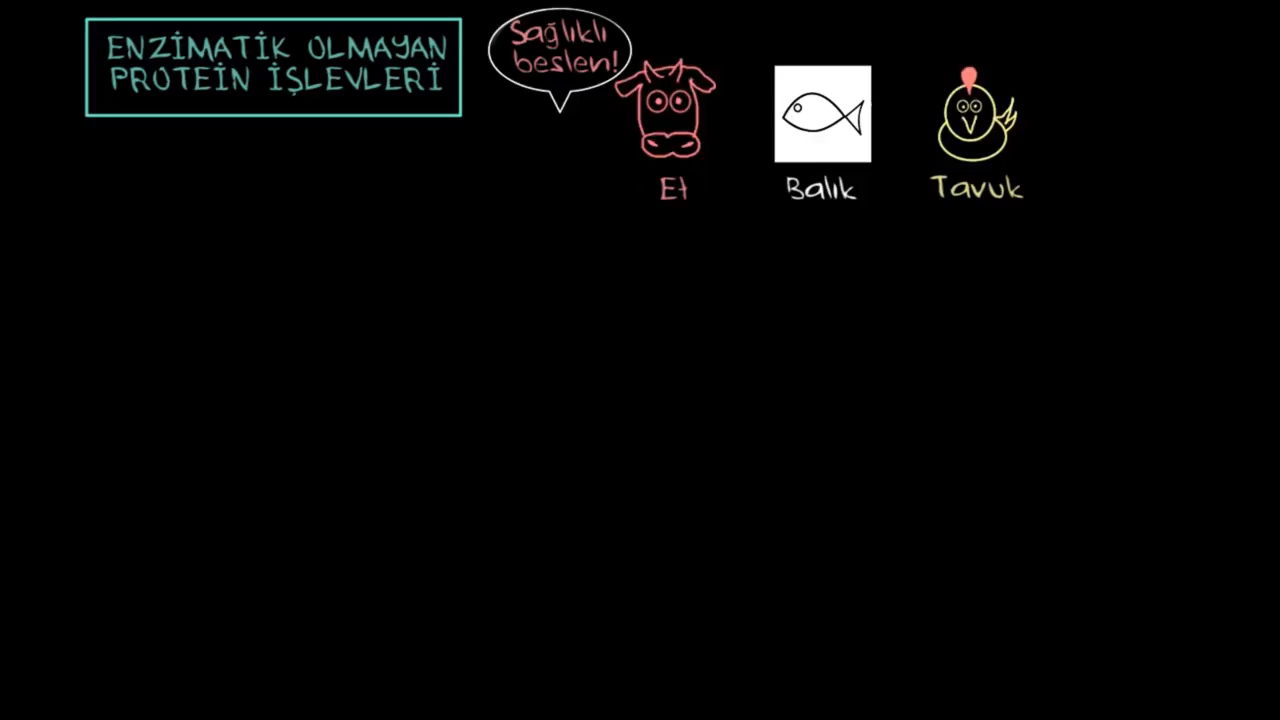 ENZİMATİK OLMAYAN
PROTEİN İŞLEVLERİ
Sağlıklı
beslen!
Et
Balık
Tavuk